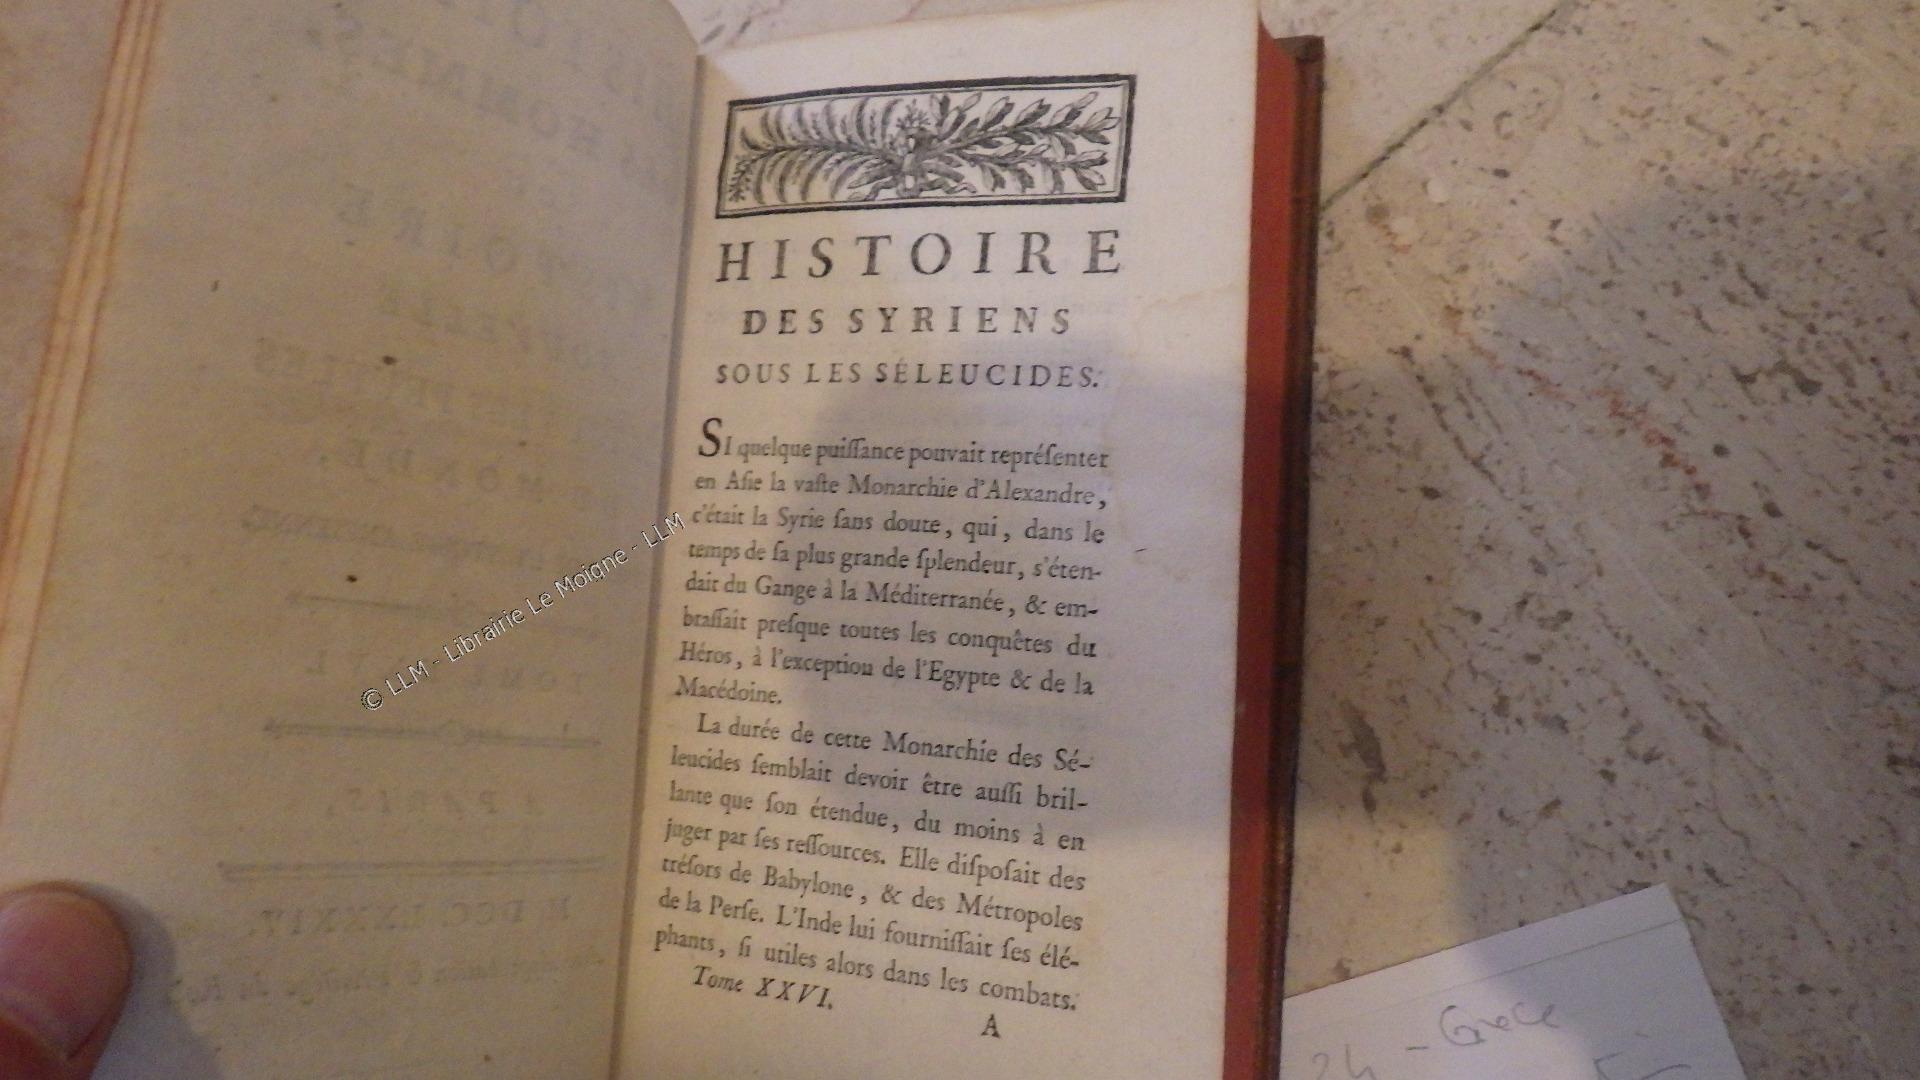 HISTOIRE
DES SYRIENS
SOUS LES SÉLEUCIDES.
SI quelque puiſſance pouvait repréſenter
en Aſie la vaſte Monarchie d'Alexandre,
c'était la Syrie ſans doute, qui, dans le
temps de ſa plus grande ſplendeur, s'éten-
dait du Gange à la Méditerranée, & em-
braſſait preſque toutes les conquêtes du
Héros, à l'exception de l'Egypte & de la
Macédoine.
La durée de cette Monarchie des Sé-
leucides ſemblait devoir être auſſi bril-
lante que ſon étendue, du moins à en
juger par ſes reſſources. Elle diſpoſait des
tréſors de Babylone, & des Métropoles
de la Perſe. L'Inde lui fourniſſait ſes élé-
phants, ſi utiles alors dans les combats.
Tome XXVI.
A
© LLM - Librairie Le Moigne - LLM
24 - Grece